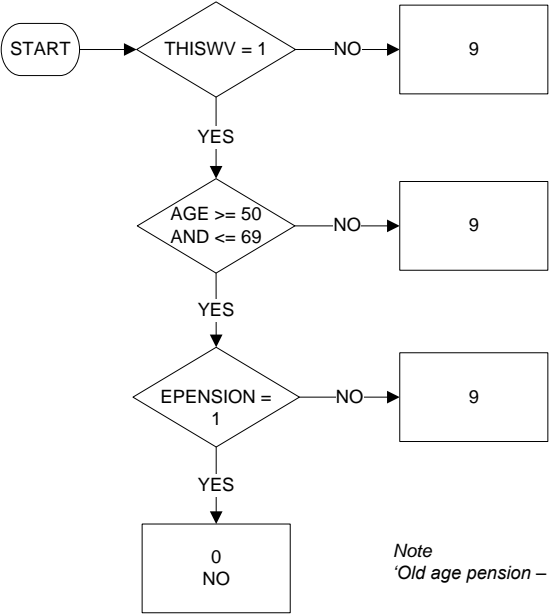 START
THISWV = 1
NO
9
YES
AGE >= 50
AND <= 69
NO
9
YES
EPENSION =
1
NO
9
YES
0
NO
Note
‘Old age pension –